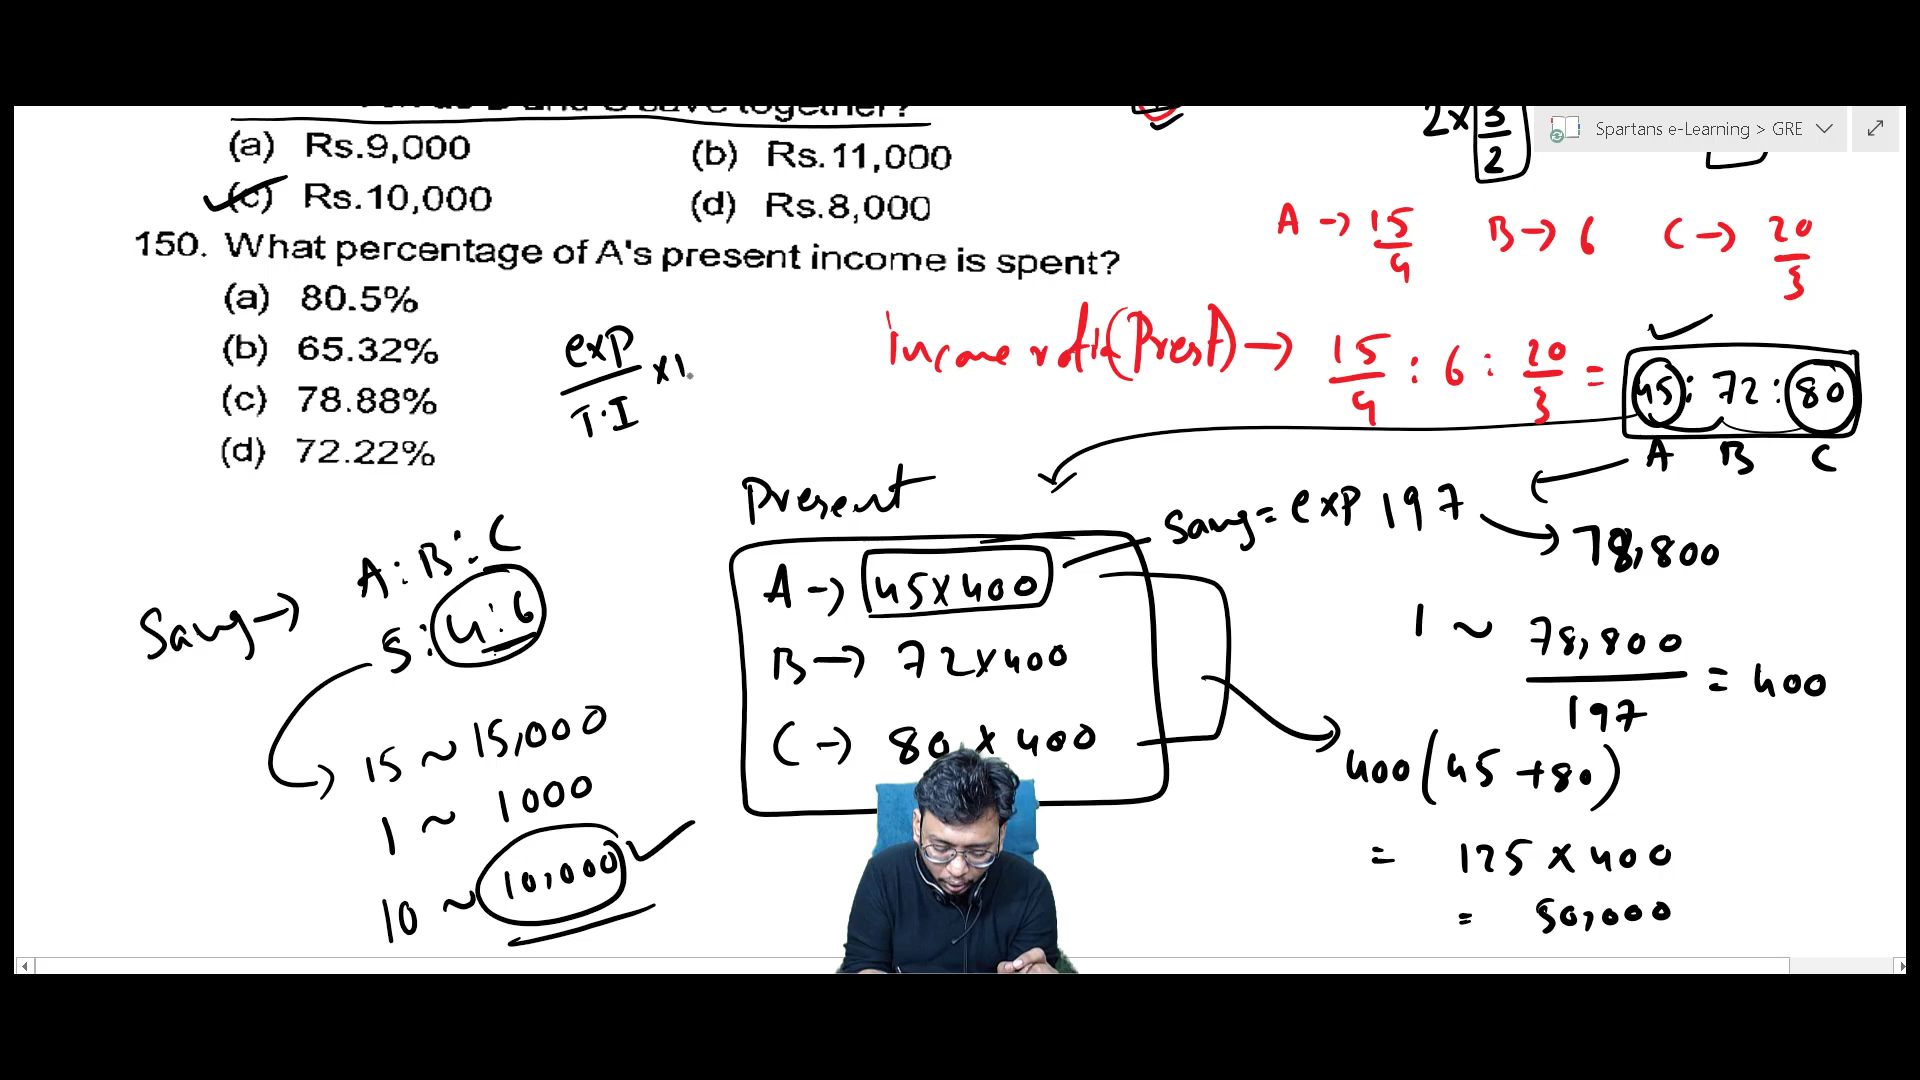 (a) Rs.9,000 (b) Rs.11,000
(c) Rs.10,000 (d) Rs.8,000
150. What percentage of A's present income is spent?
(a) 80.5%
(b) 65.32%
(c) 78.88%
(d) 72.22%
exp / T.I x 1
2 x 3/2
Spartans e-Learning > GRE
A -> 15/4 B -> 6 C -> 20/3
-> 15/4 : 6 : 20/3 = 45 : 72 : 80
A B C
Present
A -> 45 x 400
B -> 72 x 400
C -> 80 x 400
= exp 197 -> 78,800
1 ~ 78,800 / 197 = 400
400 (45 + 80)
= 125 x 400
= 50,000
A : B : C
5 : 4 : 6
15 ~ 15,000
1 ~ 1000
10 ~ 10,000